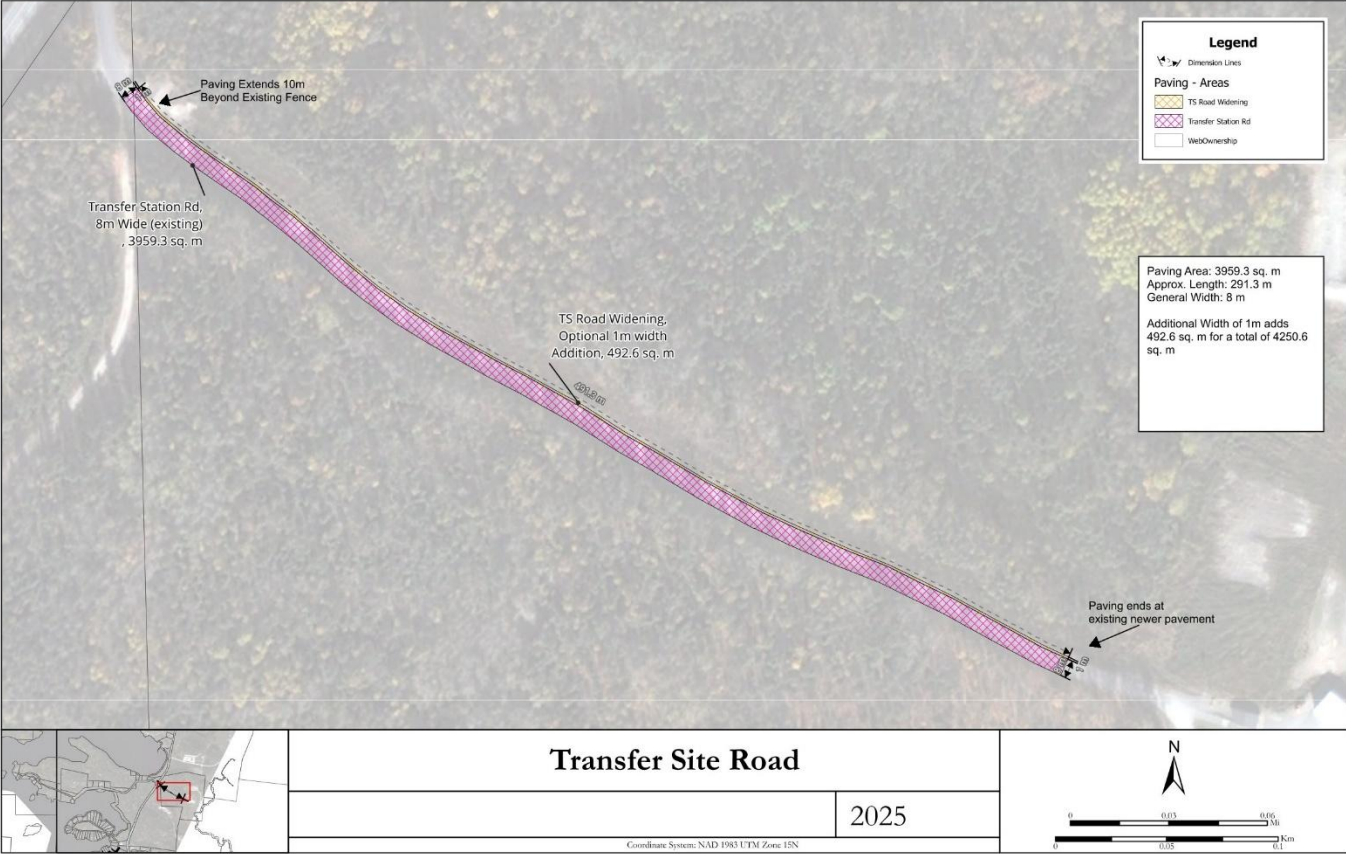 Legend
Dimension Lines
Paving - Areas
TS Road Widening
Transfer Station Rd
WebOwnership
8 m
Paving Extends 10m
Beyond Existing Fence
Transfer Station Rd,
8m Wide (existing)
, 3959.3 sq. m
TS Road Widening,
Optional 1m width
Addition, 492.6 sq. m
491.3 m
Paving Area: 3959.3 sq. m
Approx. Length: 291.3 m
General Width: 8 m
Additional Width of 1m adds
492.6 sq. m for a total of 4250.6
sq. m
Paving ends at
existing newer pavement
1 m
Transfer Site Road
2025
Coordinate System: NAD 1983 UTM Zone 15N
N
0 0.03 0.06
Mi
Km
0 0.05 0.1